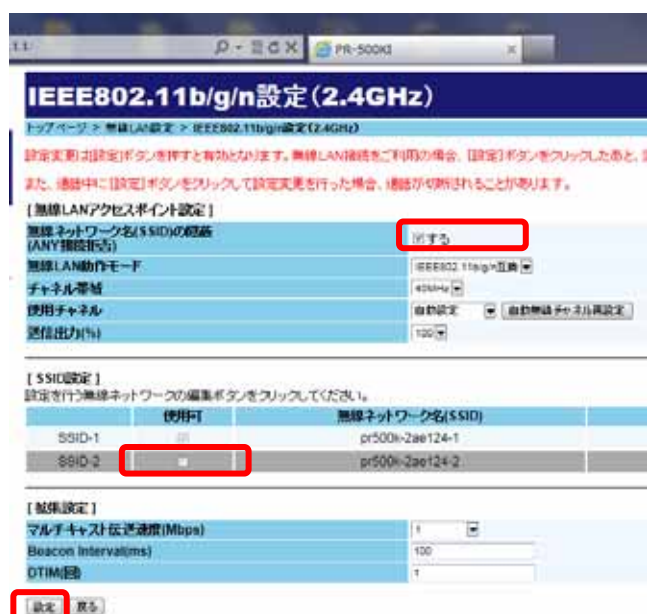 PR-500KI
IEEE802.11b/g/n設定(2.4GHz)
トップページ > 無線LAN設定 > IEEE802.11b/g/n設定(2.4GHz)
設定変更は[設定]ボタンを押すと有効となります。無線LAN接続をご利用の場合、[設定]ボタンをクリックしたあと、
また、通話中に[設定]ボタンをクリックして設定変更を行った場合、通話が切断されることがあります。
[無線LANアクセスポイント設定]
無線ネットワーク名(SSID)の隠蔽 する
(ANY接続拒否)
無線LAN動作モード IEEE802.11b/g/n互換
チャネル帯域 40MHz
使用チャネル 自動設定 自動無線チャネル再設定
送信出力(%) 100
[SSID設定]
設定を行う無線ネットワークの編集ボタンをクリックしてください。
使用可 無線ネットワーク名(SSID)
SSID-1 pr500k-2ae124-1
SSID-2 pr500k-2ae124-2
[拡張設定]
マルチキャスト伝送速度(Mbps) 1
Beacon Interval(ms) 100
DTIM(回) 1
設定 戻る